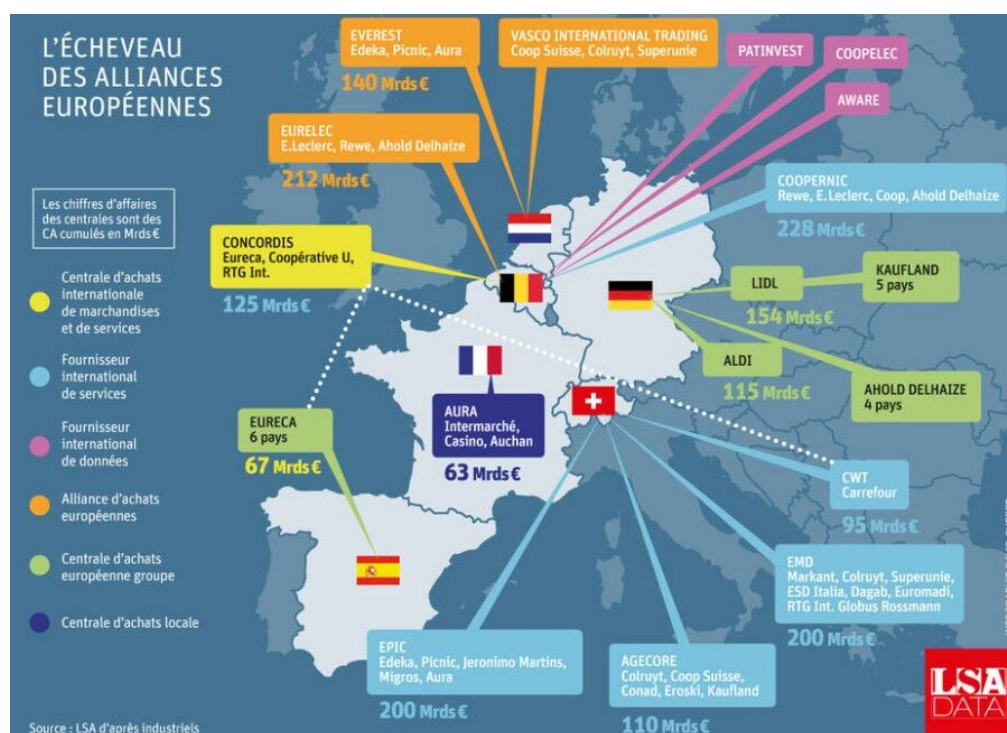 L'ÉCHEVEAU
DES ALLIANCES
EUROPÉENNES
Les chiffres d'affaires
des centrales sont des
CA cumulés en Mrds €
Centrale d'achats
internationale
de marchandises
et de services
Fournisseur
international
de services
Fournisseur
international
de données
Alliance d'achats
européennes
Centrale d'achats
européenne groupe
Centrale d'achats locale
EVEREST
Edeka, Picnic, Aura
140 Mrds €
VASCO INTERNATIONAL TRADING
Coop Suisse, Colruyt, Superunie
PATINVEST
COOPELEC
AWARE
EURELEC
E.Leclerc, Rewe, Ahold Delhaize
212 Mrds €
COOPERNIC
Rewe, E.Leclerc, Coop, Ahold Delhaize
228 Mrds €
CONCORDIS
Eureca, Coopérative U,
RTG Int.
125 Mrds €
LIDL
154 Mrds €
KAUFLAND
5 pays
ALDI
115 Mrds €
AHOLD DELHAIZE
4 pays
EURECA
6 pays
67 Mrds €
AURA
Intermarché,
Casino, Auchan
63 Mrds €
CWT
Carrefour
95 Mrds €
EMD
Markant, Colruyt, Superunie,
ESD Italia, Dagab, Euromadi,
RTG Int. Globus Rossmann
200 Mrds €
EPIC
Edeka, Picnic, Jeronimo Martins,
Migros, Aura
200 Mrds €
AGECORE
Colruyt, Coop Suisse,
Conad, Eroski, Kaufland
110 Mrds €
LSA
DATA
Source : LSA d'après industriels